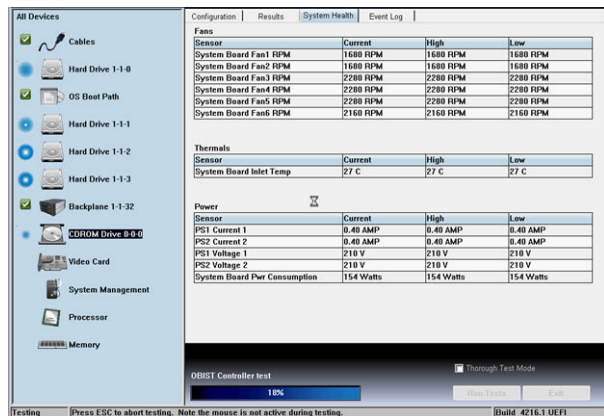 All Devices
Cables
Hard Drive 1-1-0
OS Boot Path
Hard Drive 1-1-1
Hard Drive 1-1-2
Hard Drive 1-1-3
Backplane 1-1-32
CDROM Drive 0-0-0
Video Card
System Management
Processor
Memory
Configuration Results System Health Event Log
Fans
Sensor Current High Low
System Board Fan1 RPM 1680 RPM 1680 RPM 1680 RPM
System Board Fan2 RPM 1680 RPM 1680 RPM 1680 RPM
System Board Fan3 RPM 2280 RPM 2280 RPM 2280 RPM
System Board Fan4 RPM 2280 RPM 2280 RPM 2280 RPM
System Board Fan5 RPM 2280 RPM 2280 RPM 2280 RPM
System Board Fan6 RPM 2160 RPM 2160 RPM 2160 RPM
Thermals
Sensor Current High Low
System Board Inlet Temp 27 C 27 C 27 C
Power
Sensor Current High Low
PS1 Current 1 0.40 AMP 0.40 AMP 0.40 AMP
PS2 Current 2 0.40 AMP 0.40 AMP 0.40 AMP
PS1 Voltage 1 210 V 210 V 210 V
PS2 Voltage 2 210 V 210 V 210 V
System Board Pwr Consumption 154 Watts 154 Watts 154 Watts
Thorough Test Mode
OBIST Controller test
18%
Run Tests Exit
Testing Press ESC to abort testing. Note the mouse is not active during testing. Build 4216.1 UEFI